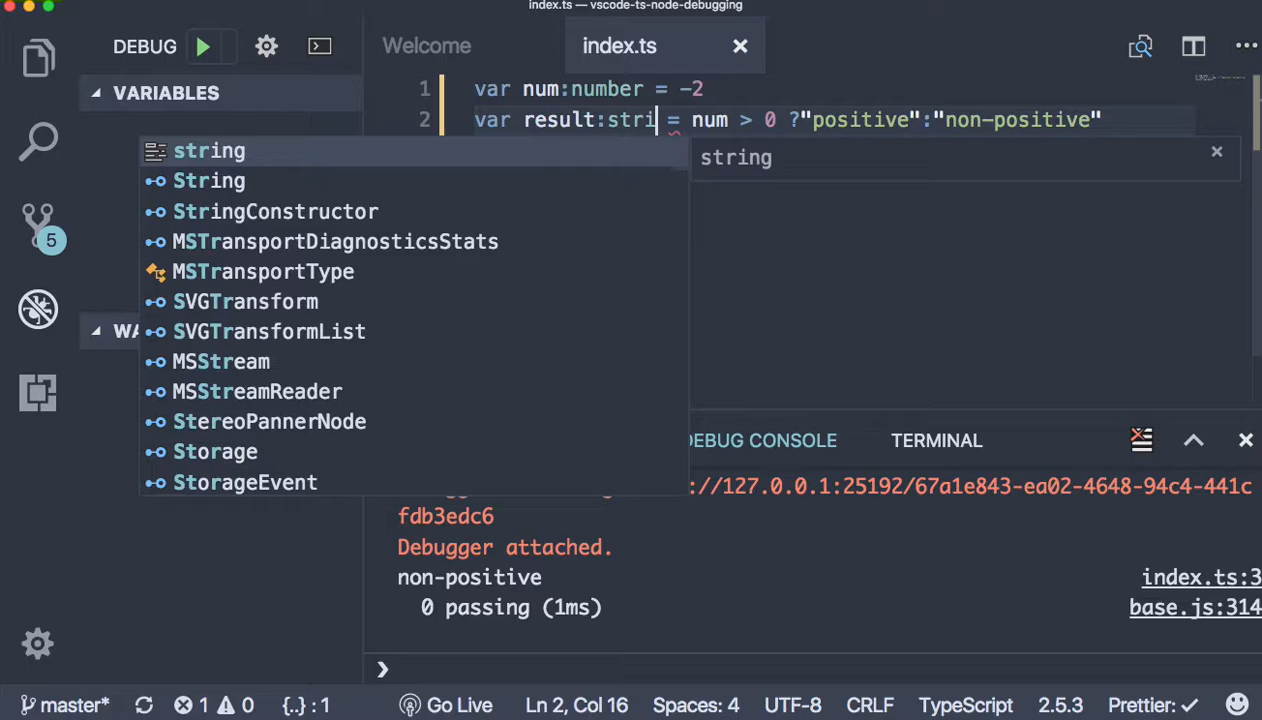 index.ts — vscode-ts-node-debugging
DEBUG
Welcome
index.ts
VARIABLES
1 var num:number = -2
2 var result:stri = num > 0 ?"positive":"non-positive"
string
string
String
StringConstructor
MSTransportDiagnosticsStats
MSTransportType
SVGTransform
SVGTransformList
MSStream
MSStreamReader
StereoPannerNode
Storage
StorageEvent
5
WA
DEBUG CONSOLE
TERMINAL
://127.0.0.1:25192/67a1e843-ea02-4648-94c4-441c
fdb3edc6
Debugger attached.
non-positive index.ts:3
0 passing (1ms) base.js:314
master* 1 0 {..} : 1 Go Live Ln 2, Col 16 Spaces: 4 UTF-8 CRLF TypeScript 2.5.3 Prettier: ✓